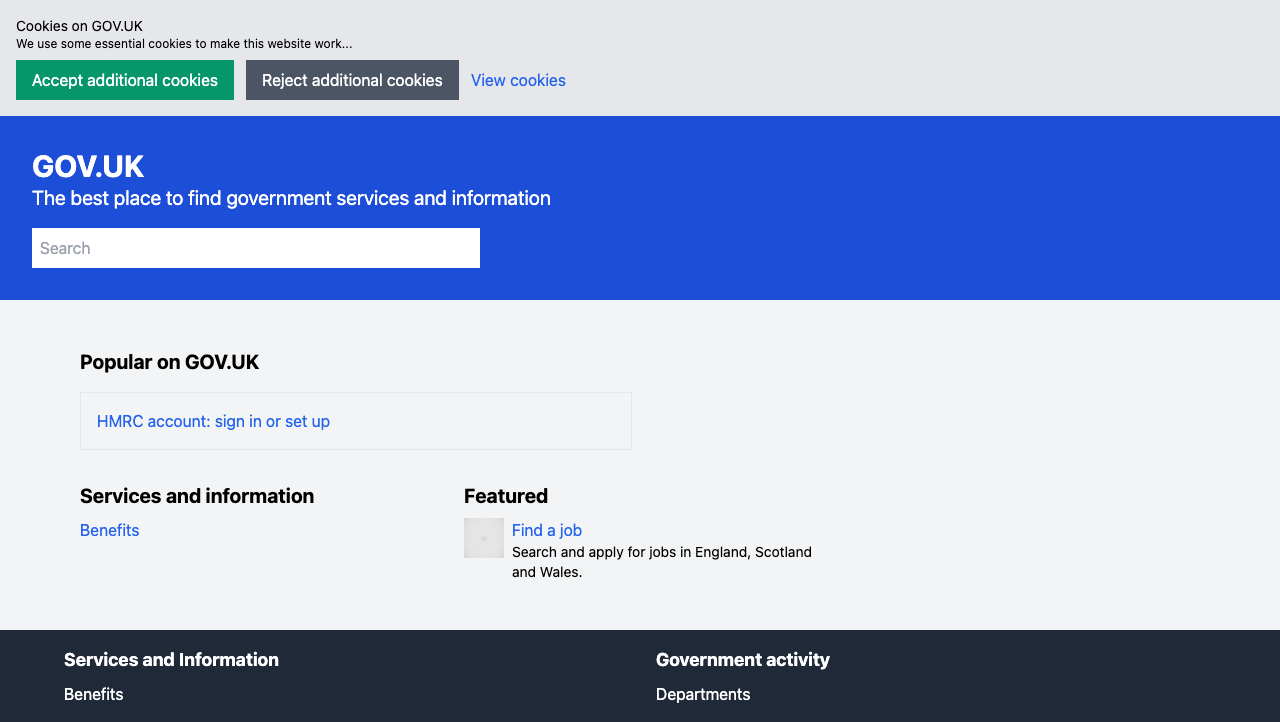 Cookies on GOV.UK
We use some essential cookies to make this website work...
Accept additional cookies
Reject additional cookies
View cookies
GOV.UK
The best place to find government services and information
Search
Popular on GOV.UK
HMRC account: sign in or set up
Services and information
Benefits
Featured
Find a job
Search and apply for jobs in England, Scotland
and Wales.
Services and Information
Benefits
Government activity
Departments